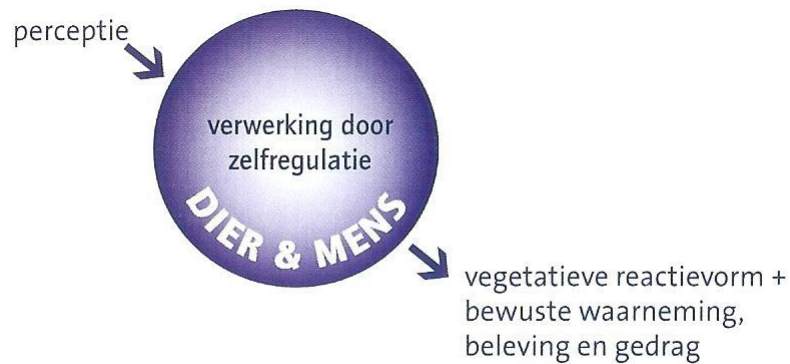 perceptie
verwerking door
zelfregulatie
DIER & MENS
vegetatieve reactievorm +
bewuste waarneming,
beleving en gedrag